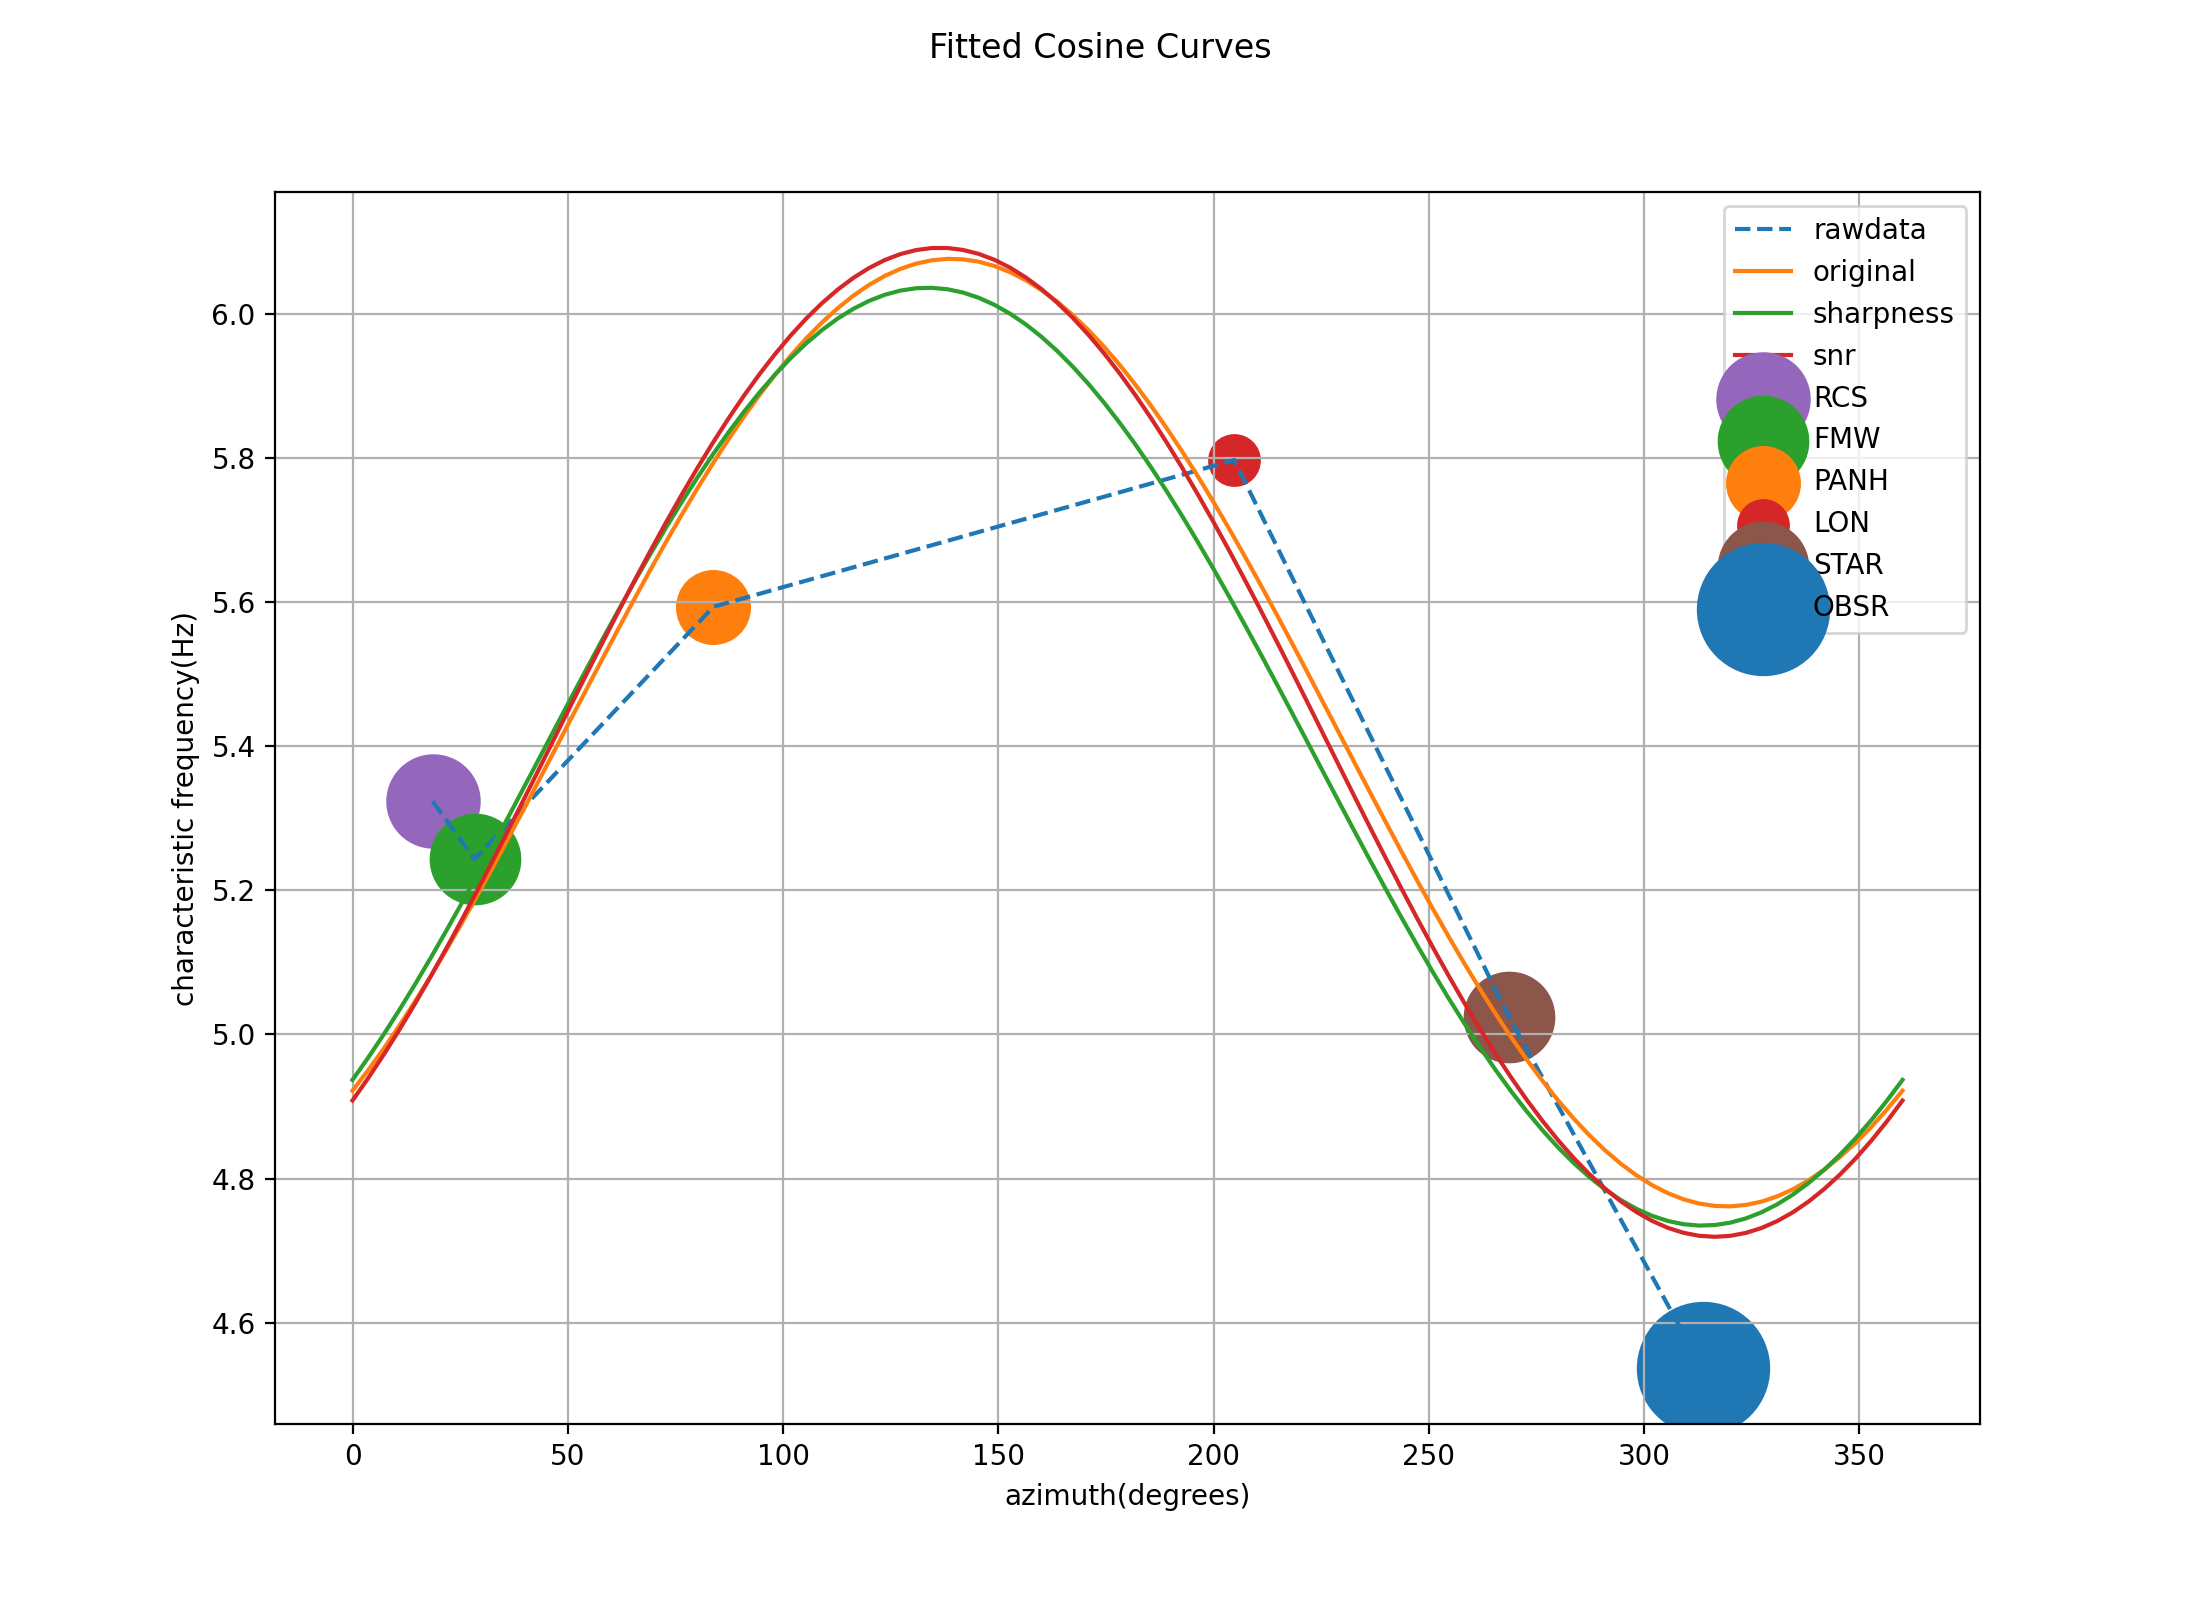 Fitted Cosine Curves
rawdata
original
sharpness
snr
RCS
FMW
PANH
LON
STAR
OBSR
6.0
5.8
5.6
5.4
5.2
5.0
4.8
4.6
characteristic frequency(Hz)
0 50 100 150 200 250 300 350
azimuth(degrees)